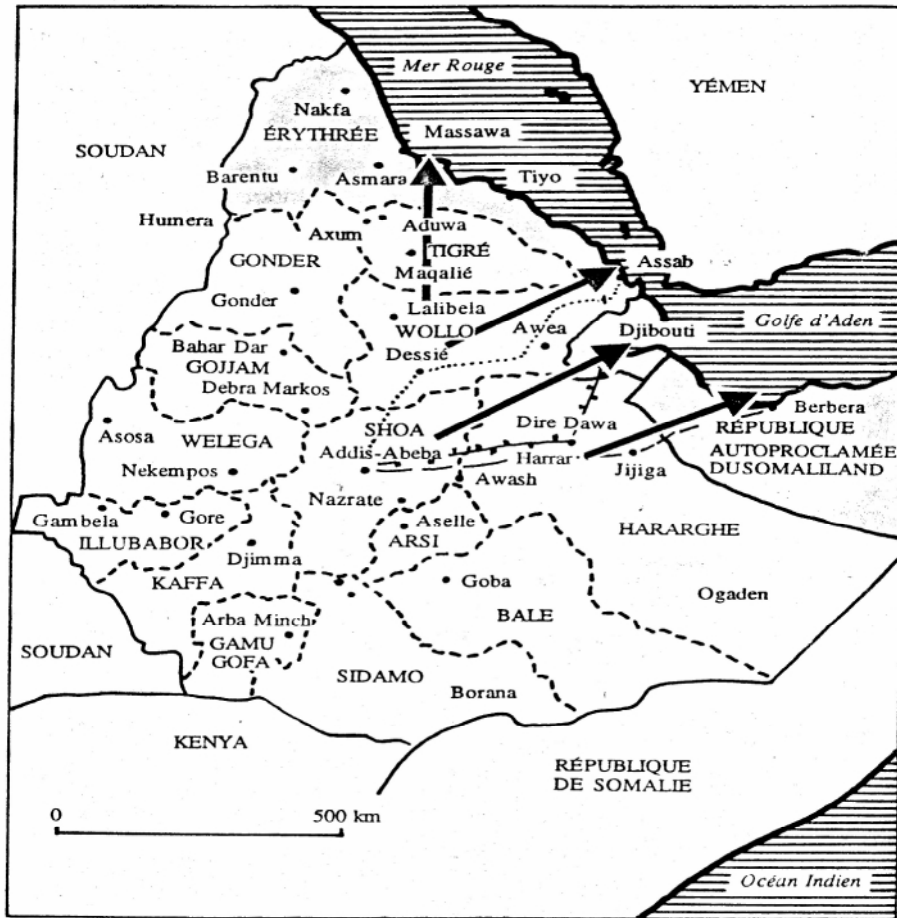 Mer Rouge
YÉMEN
Nakfa
ÉRYTHRÉE
Massawa
SOUDAN
Barentu
Asmara
Tiyo
Humera
Axum
Aduwa
TIGRÉ
GONDER
Maqalié
Assab
Gonder
Lalibela
WOLLO
Awea
Djibouti
Golfe d'Aden
Bahar Dar
GOJJAM
Dessié
Debra Markos
SHOA
Dire Dawa
Berbera
Asosa
WELEGA
Addis-Abeba
Harrar
RÉPUBLIQUE
AUTOPROCLAMÉE
DUSOMALILAND
Nekempos
Awash
Jijiga
Nazrate
Gambela
Gore
Aselle
HARARGHE
ILLUBABOR
ARSI
Djimma
KAFFA
Goba
Ogaden
Arba Minch
BALE
GAMU
GOFA
SOUDAN
SIDAMO
Borana
KENYA
RÉPUBLIQUE
DE SOMALIE
0
500 km
Océan Indien